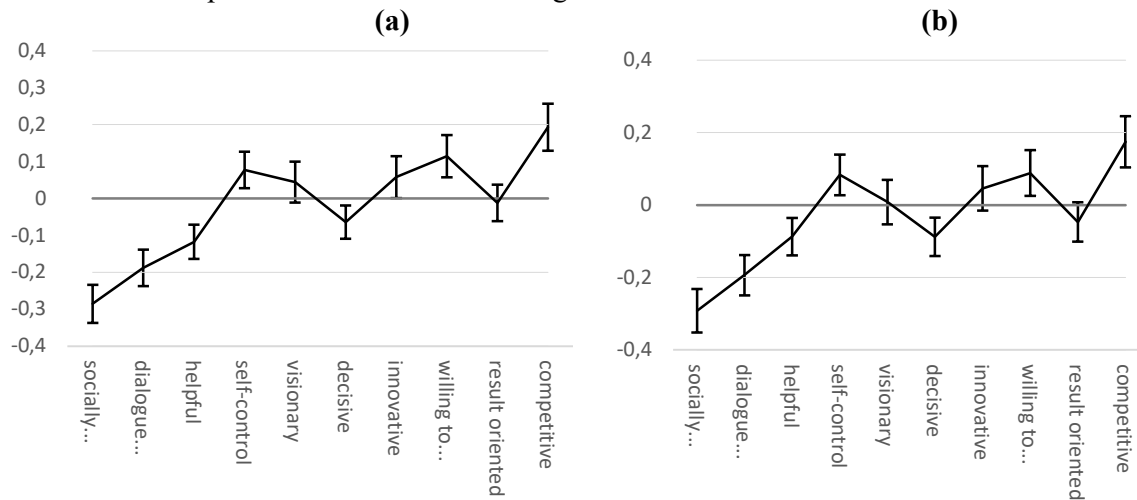 (a)
0,4
0,3
0,2
0,1
0
-0,1
-0,2
-0,3
-0,4
socially...
dialogue...
helpful
self-control
visionary
decisive
innovative
willing to...
result oriented
competitive
(b)
0,4
0,2
0
-0,2
-0,4
socially...
dialogue...
helpful
self-control
visionary
decisive
innovative
willing to...
result oriented
competitive